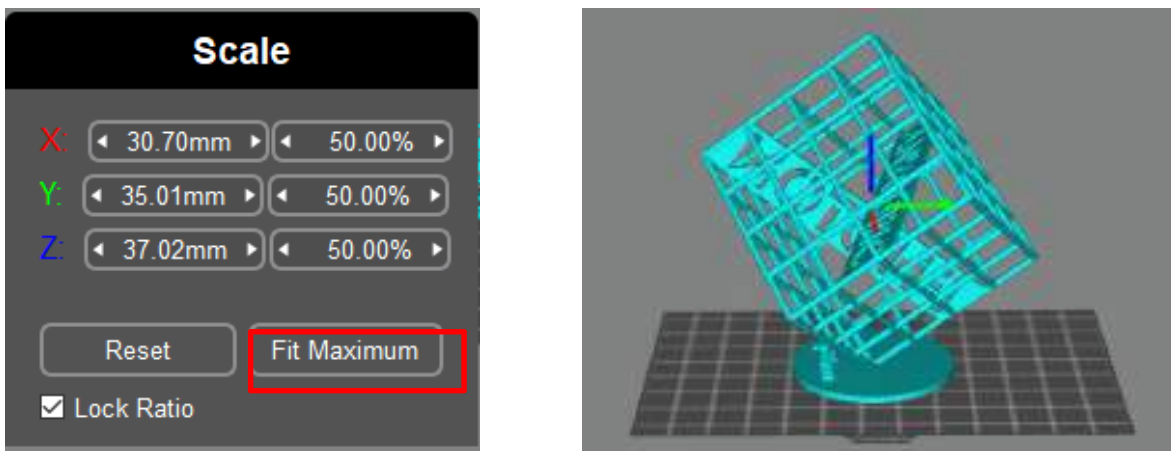 Scale
X: 30.70mm 50.00%
Y: 35.01mm 50.00%
Z: 37.02mm 50.00%
Reset Fit Maximum
Lock Ratio